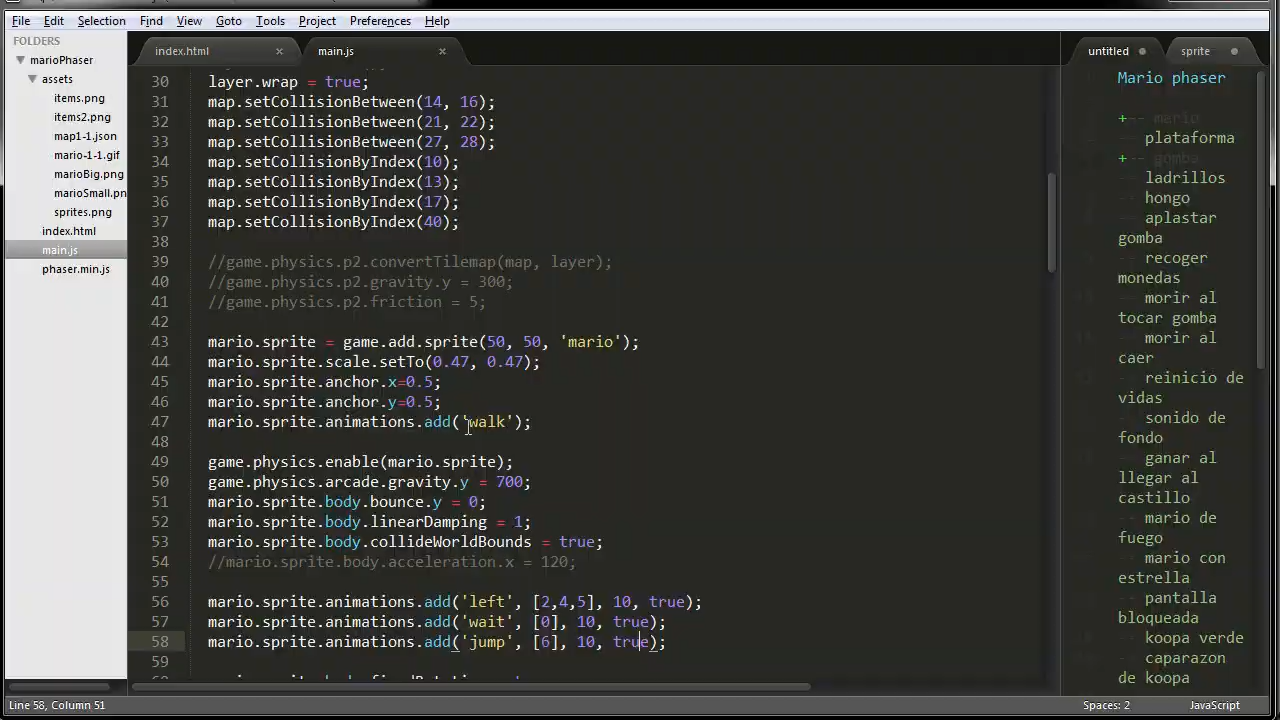 File Edit Selection Find View Goto Tools Project Preferences Help
FOLDERS
marioPhaser
assets
items.png
items2.png
map1-1.json
mario-1-1.gif
marioBig.png
marioSmall.pn
sprites.png
index.html
main.js
phaser.min.js
index.html × main.js ×
30 layer.wrap = true;
31 map.setCollisionBetween(14, 16);
32 map.setCollisionBetween(21, 22);
33 map.setCollisionBetween(27, 28);
34 map.setCollisionByIndex(10);
35 map.setCollisionByIndex(13);
36 map.setCollisionByIndex(17);
37 map.setCollisionByIndex(40);
38
39 //game.physics.p2.convertTilemap(map, layer);
40 //game.physics.p2.gravity.y = 300;
41 //game.physics.p2.friction = 5;
42
43 mario.sprite = game.add.sprite(50, 50, 'mario');
44 mario.sprite.scale.setTo(0.47, 0.47);
45 mario.sprite.anchor.x=0.5;
46 mario.sprite.anchor.y=0.5;
47 mario.sprite.animations.add('walk');
48
49 game.physics.enable(mario.sprite);
50 game.physics.arcade.gravity.y = 700;
51 mario.sprite.body.bounce.y = 0;
52 mario.sprite.body.linearDamping = 1;
53 mario.sprite.body.collideWorldBounds = true;
54 //mario.sprite.body.acceleration.x = 120;
55
56 mario.sprite.animations.add('left', [2,4,5], 10, true);
57 mario.sprite.animations.add('wait', [0], 10, true);
58 mario.sprite.animations.add('jump', [6], 10, true);
59
untitled sprite
Mario phaser
+-- mario
-- plataforma
+-- gomba
-- ladrillos
-- hongo
-- aplastar
gomba
-- recoger
monedas
-- morir al
tocar gomba
-- morir al
caer
-- reinicio de
vidas
-- sonido de
fondo
-- ganar al
llegar al
castillo
-- mario de
fuego
-- mario con
estrella
-- pantalla
bloqueada
-- koopa verde
-- caparazon
de koopa
Line 58, Column 51 Spaces: 2 JavaScript